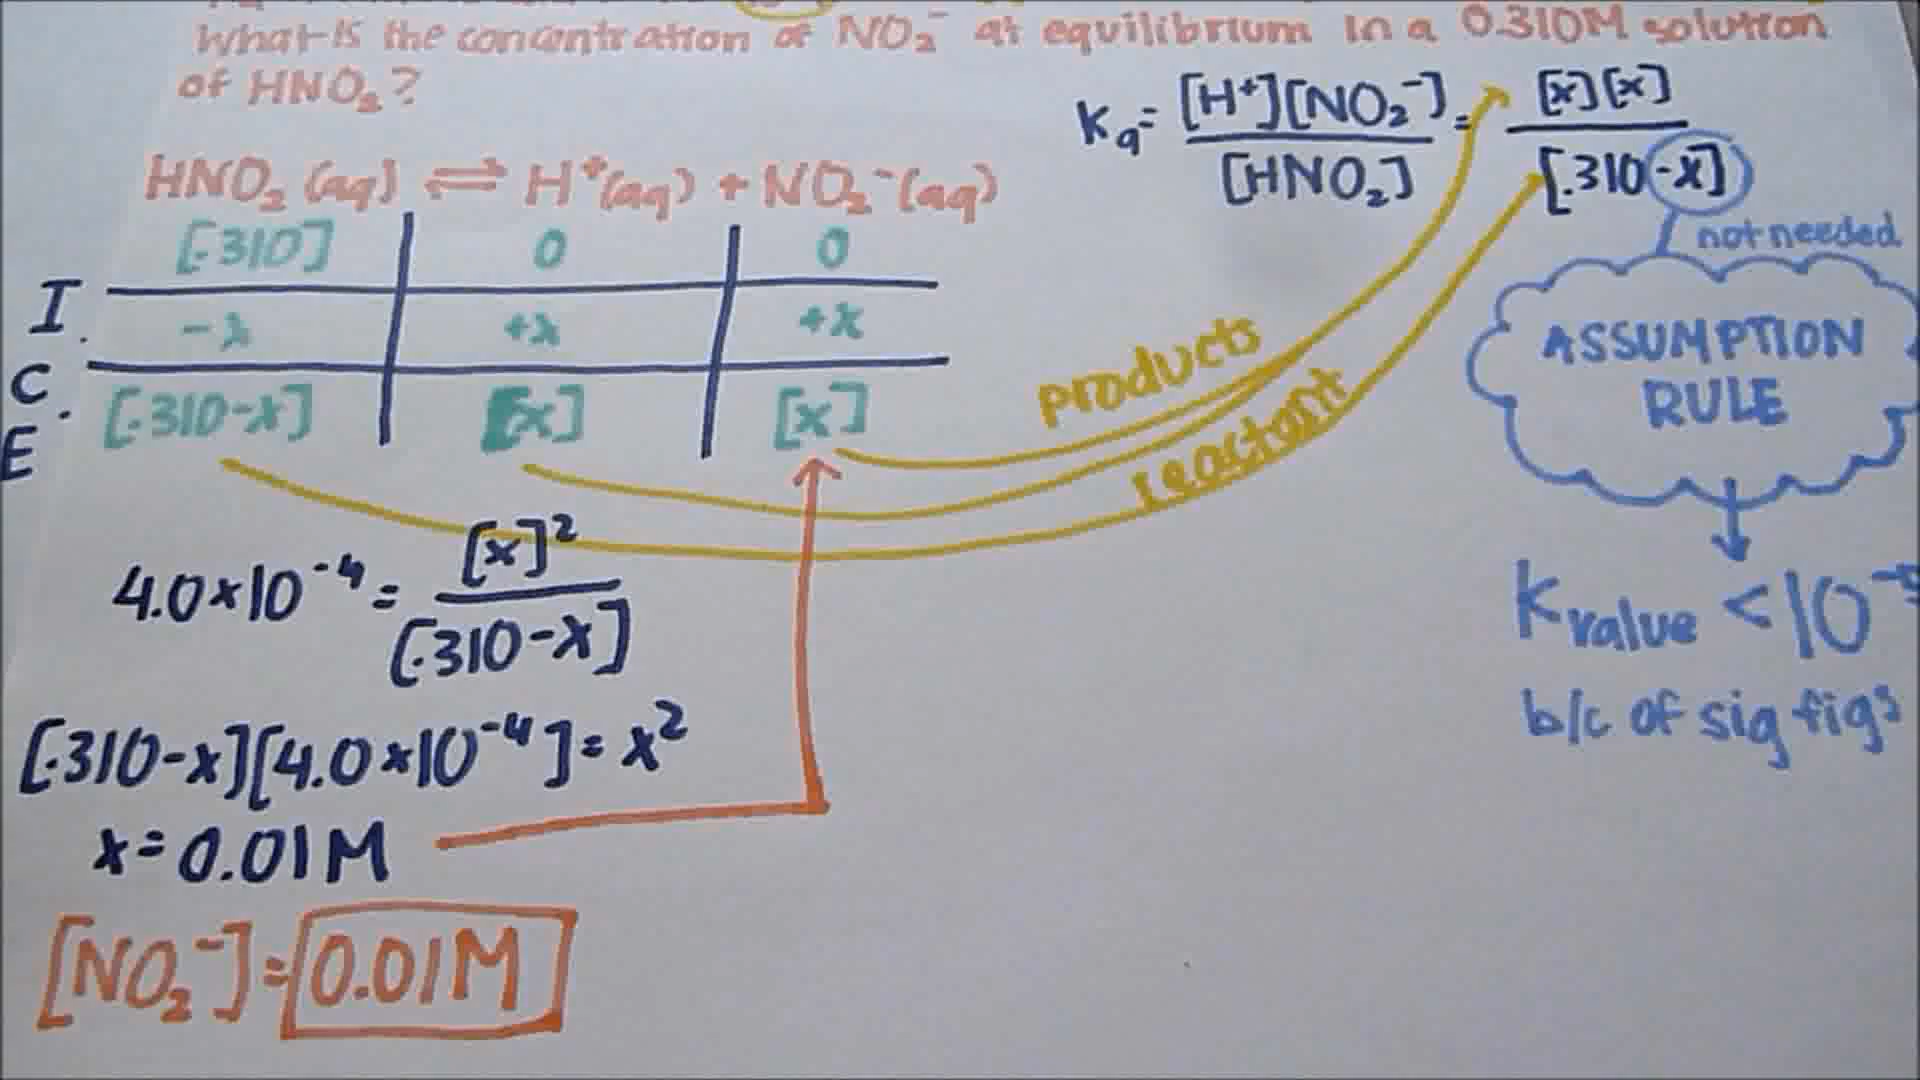 What is the concentration of NO₂⁻ at equilibrium in a 0.310M solution
of HNO₂?
Ka = [H⁺][NO₂⁻] / [HNO₂] = [x][x] / [.310-x]
not needed
ASSUMPTION
RULE
K value < 10
b/c of sig figs
HNO₂ (aq) ⇌ H⁺(aq) + NO₂⁻(aq)
[.310] 0 0
I.
-x +x +x
C.
[.310-x] [x] [x]
E
products
reactant
4.0×10⁻⁴ = [x]² / [.310-x]
[.310-x][4.0×10⁻⁴] = x²
x = 0.01M
[NO₂⁻] = 0.01M